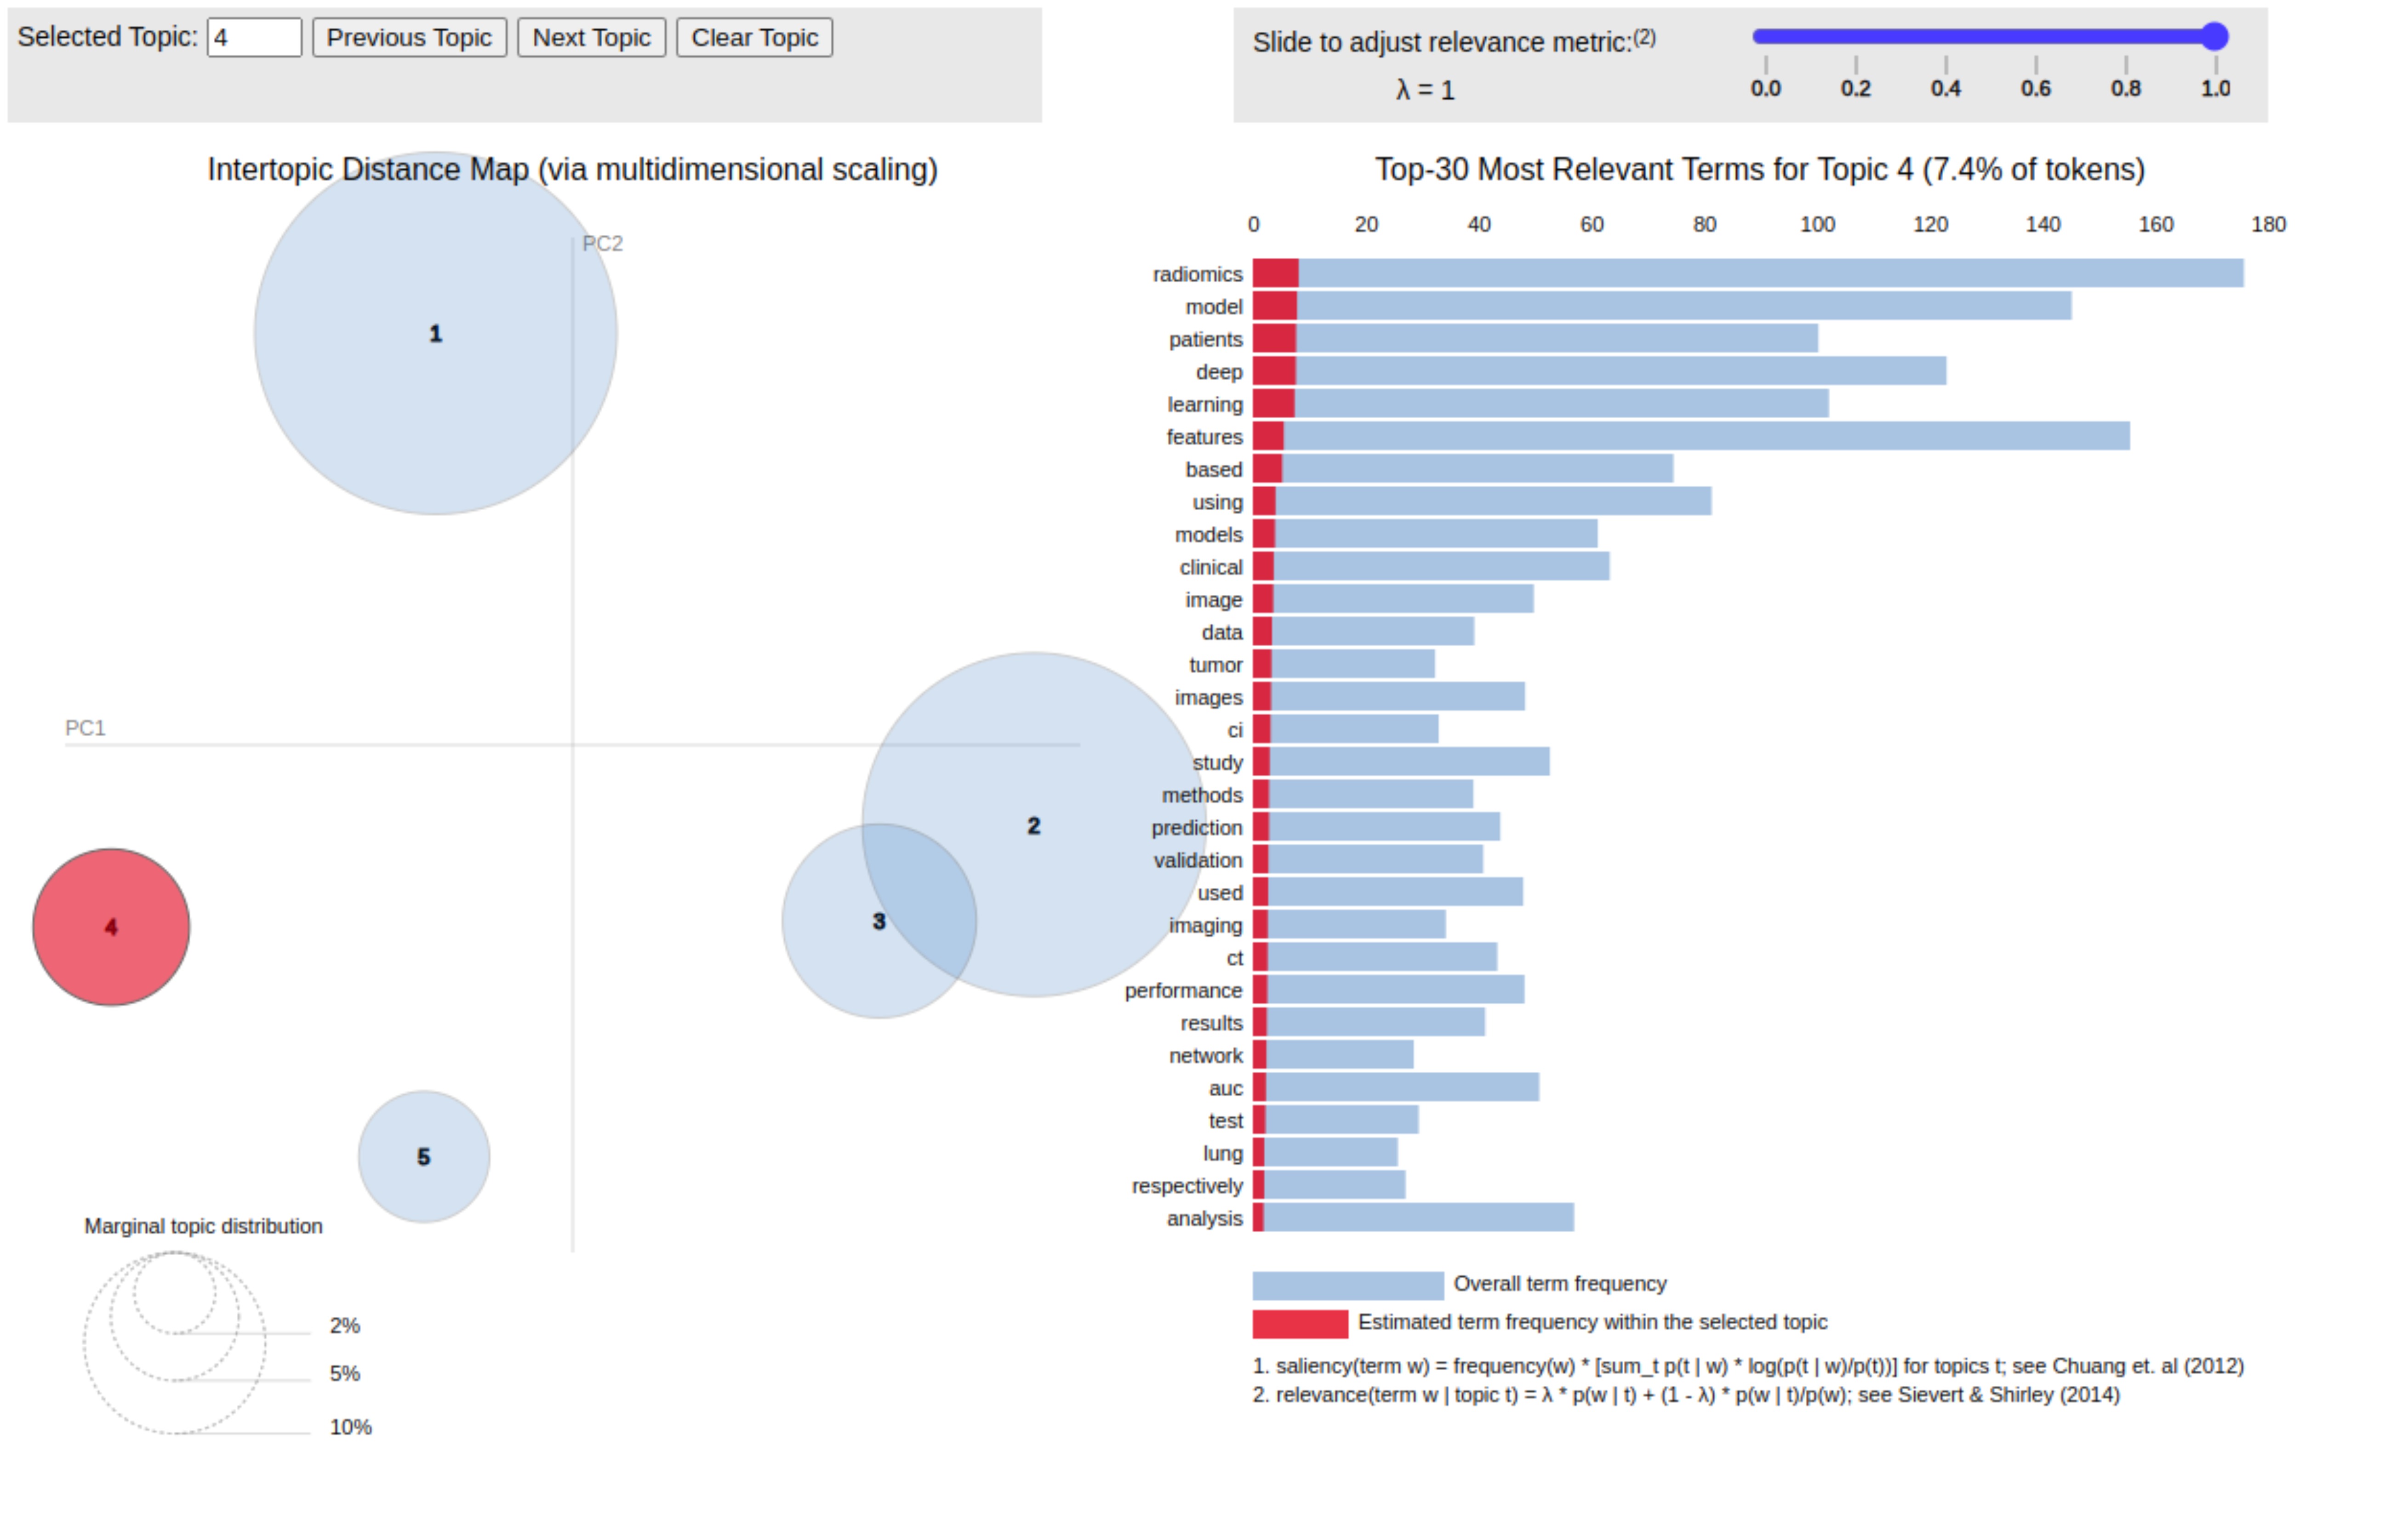 Selected Topic: 4 Previous Topic Next Topic Clear Topic
Slide to adjust relevance metric:(2)
λ = 1
0.0 0.2 0.4 0.6 0.8 1.0
Intertopic Distance Map (via multidimensional scaling)
PC2
1
PC1
2
3
4
5
Marginal topic distribution
2%
5%
10%
Top-30 Most Relevant Terms for Topic 4 (7.4% of tokens)
0 20 40 60 80 100 120 140 160 180
radiomics
model
patients
deep
learning
features
based
using
models
clinical
image
data
tumor
images
ci
study
methods
prediction
validation
used
imaging
ct
performance
results
network
auc
test
lung
respectively
analysis
Overall term frequency
Estimated term frequency within the selected topic
1. saliency(term w) = frequency(w) * [sum_t p(t | w) * log(p(t | w)/p(t))] for topics t; see Chuang et. al (2012)
2. relevance(term w | topic t) = λ * p(w | t) + (1 - λ) * p(w | t)/p(w); see Sievert & Shirley (2014)